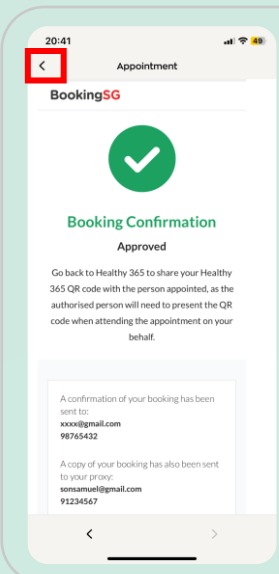 20:41
49
Appointment
BookingSG
Booking Confirmation
Approved
Go back to Healthy 365 to share your Healthy
365 QR code with the person appointed, as the
authorised person will need to present the QR
code when attending the appointment on your
behalf.
A confirmation of your booking has been
sent to:
xxxx@gmail.com
98765432
A copy of your booking has also been sent
to your proxy:
sonsamuel@gmail.com
91234567